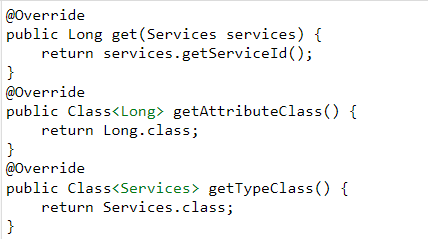 @Override
public Long get(Services services) {
    return services.getServiceId();
}
@Override
public Class<Long> getAttributeClass() {
    return Long.class;
}
@Override
public Class<Services> getTypeClass() {
    return Services.class;
}